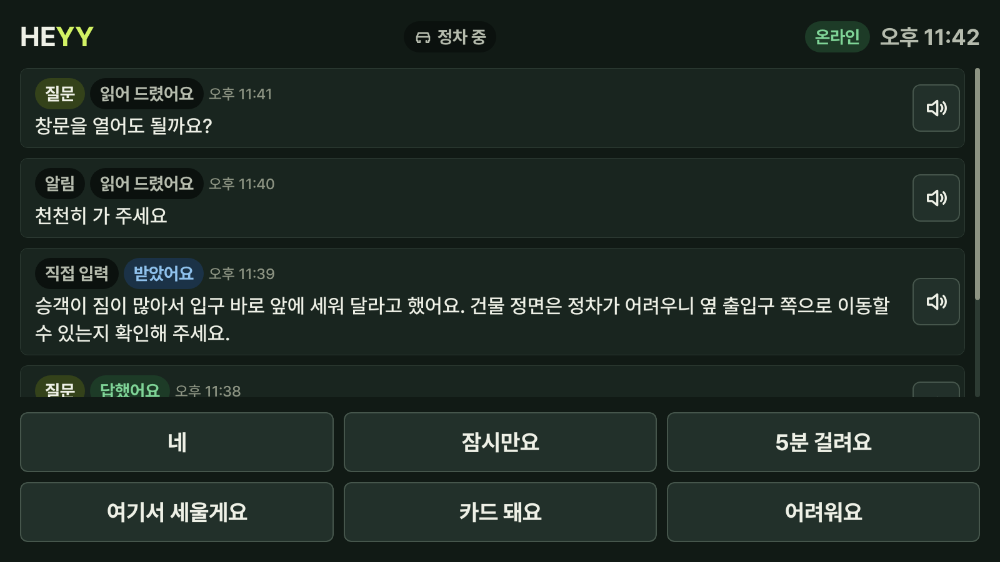 HEYY 정차 중 온라인 오후 11:42
질문 읽어 드렸어요 오후 11:41
창문을 열어도 될까요?
알림 읽어 드렸어요 오후 11:40
천천히 가 주세요
직접 입력 받았어요 오후 11:39
승객이 짐이 많아서 입구 바로 앞에 세워 달라고 했어요. 건물 정면은 정차가 어려우니 옆 출입구 쪽으로 이동할
수 있는지 확인해 주세요.
질문 답했어요 오후 11:38
네 잠시만요 5분 걸려요
여기서 세울게요 카드 돼요 어려워요